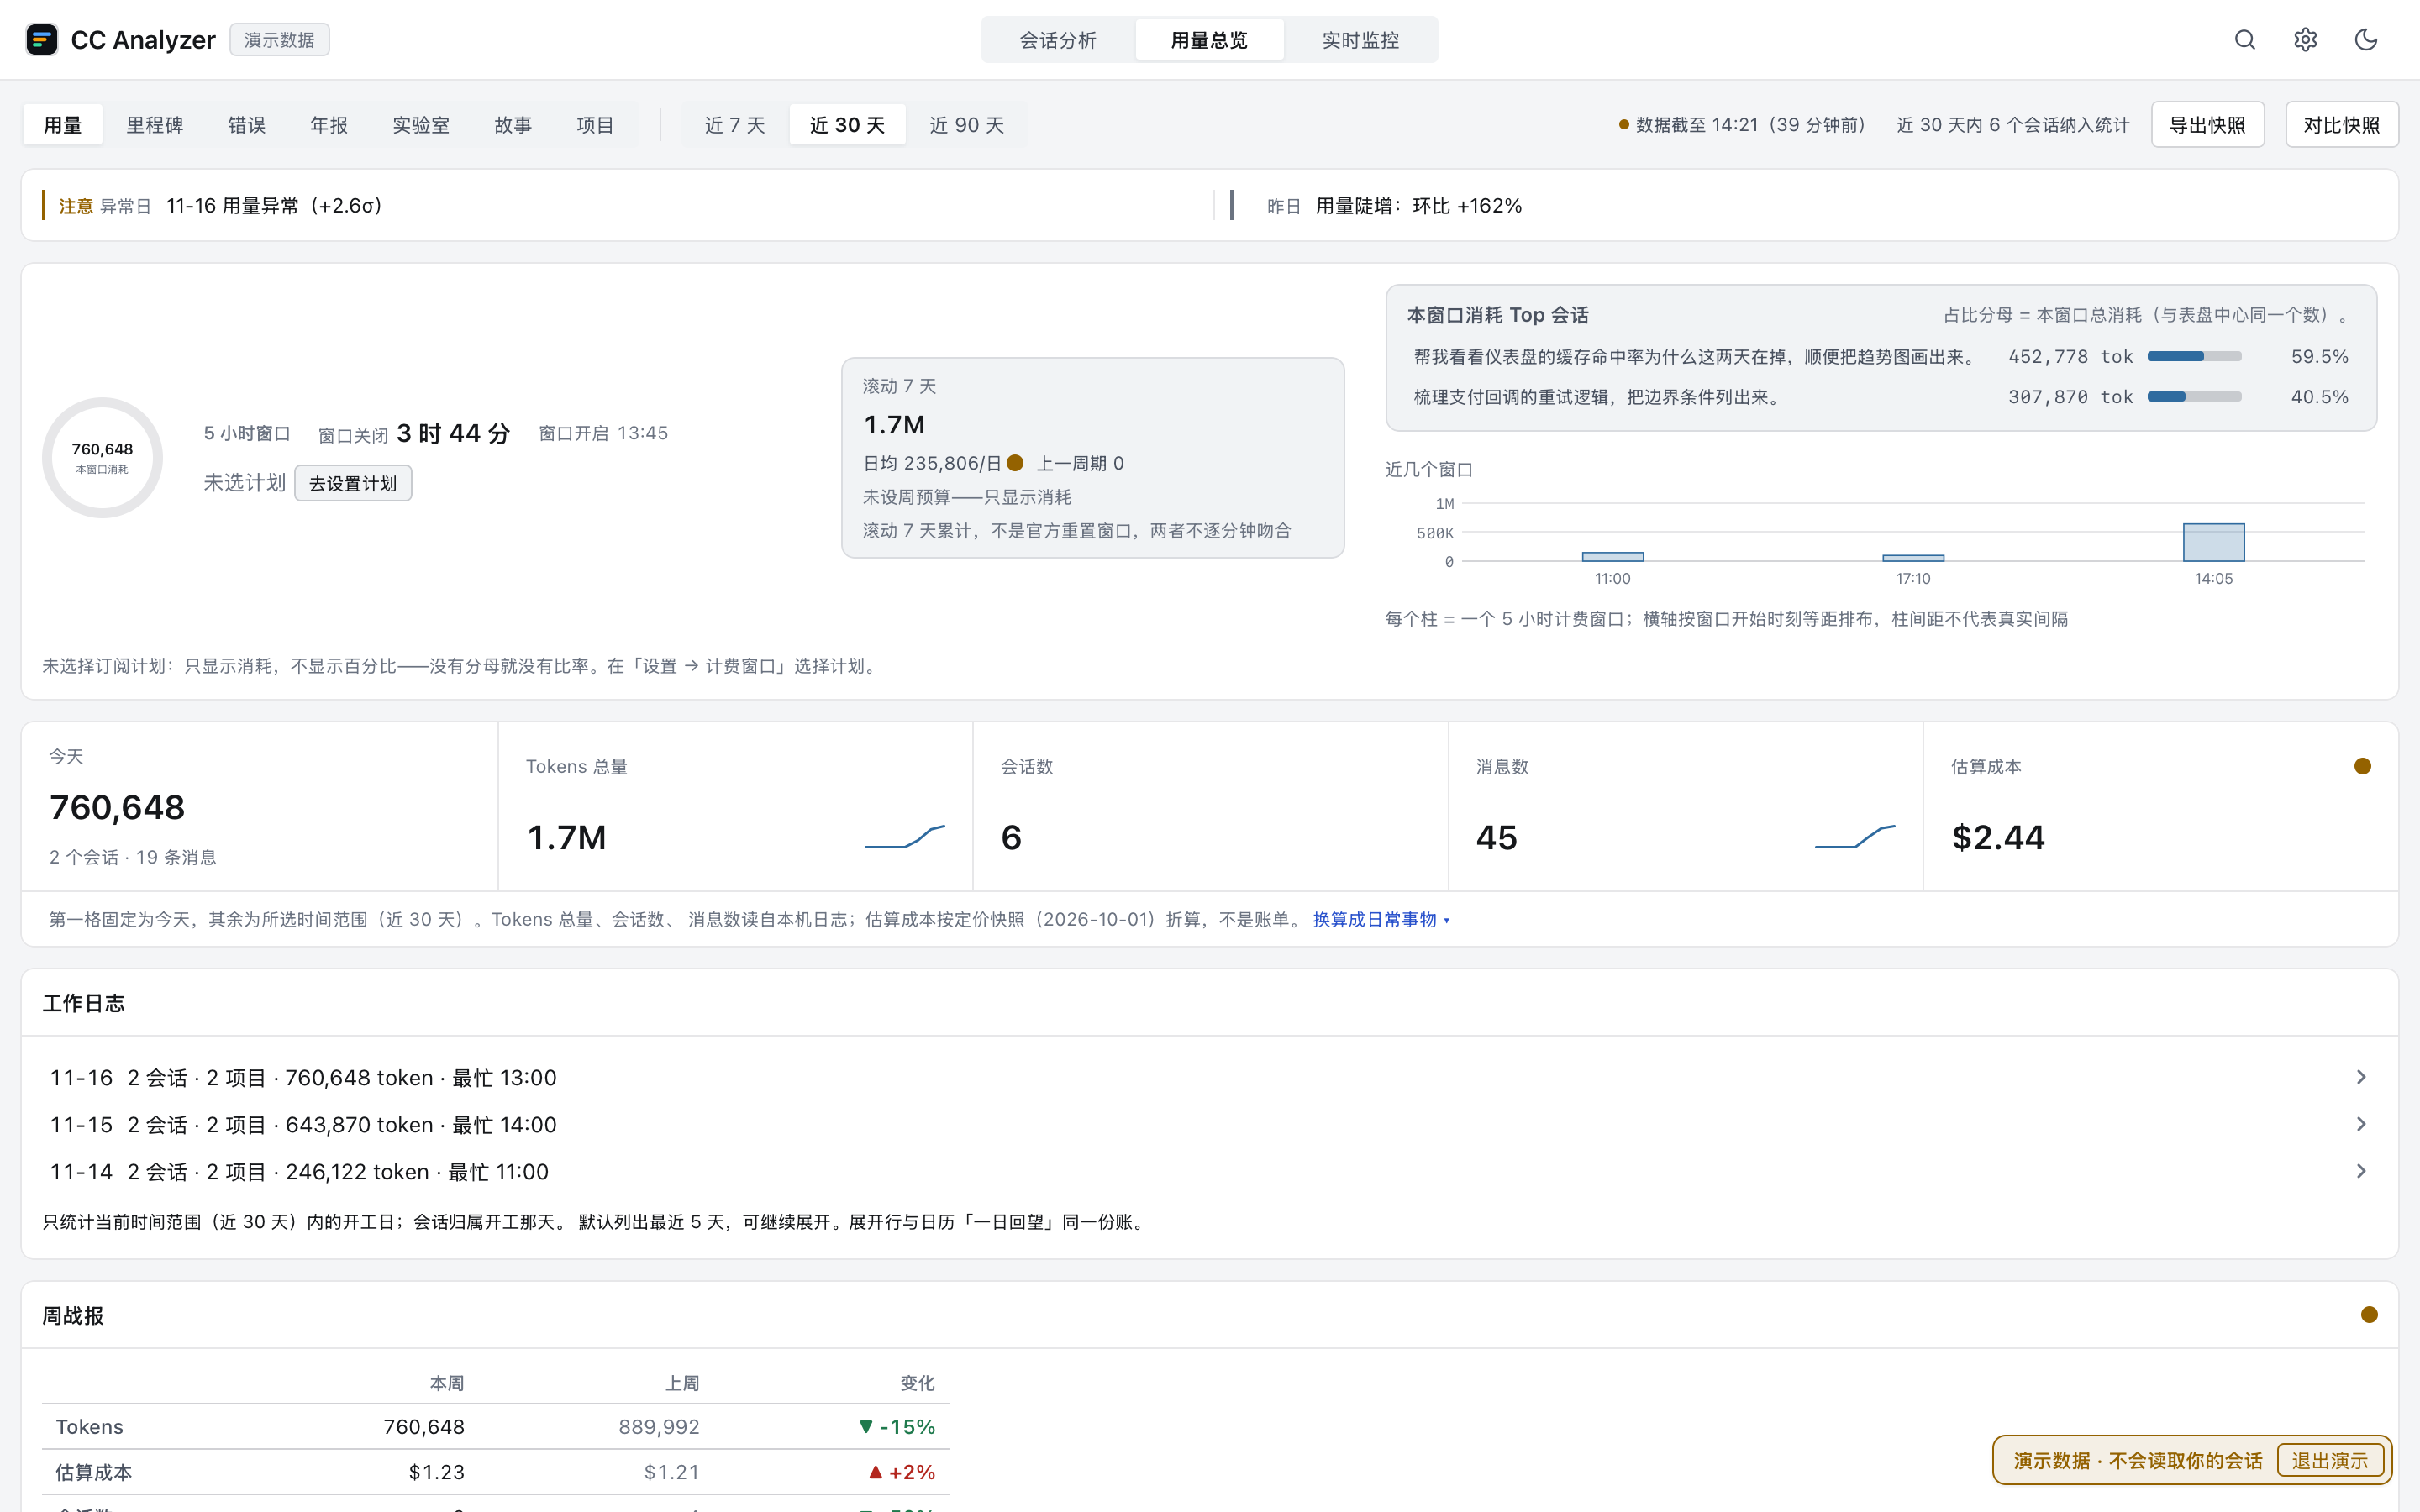 CC Analyzer 演示数据 会话分析 用量总览 实时监控
用量 里程碑 错误 年报 实验室 故事 项目 近 7 天 近 30 天 近 90 天 数据截至 14:21（39 分钟前） 近 30 天内 6 个会话纳入统计 导出快照 对比快照
注意 异常日 11-16 用量异常（+2.6σ） 昨日 用量陡增：环比 +162%
760,648
本窗口消耗
5 小时窗口 窗口关闭 3 时 44 分 窗口开启 13:45
未选计划 去设置计划
滚动 7 天
1.7M
日均 235,806/日 上一周期 0
未设周预算——只显示消耗
滚动 7 天累计，不是官方重置窗口，两者不逐分钟吻合
本窗口消耗 Top 会话 占比分母 = 本窗口总消耗（与表盘中心同一个数）。
帮我看看仪表盘的缓存命中率为什么这两天在掉，顺便把趋势图画出来。 452,778 tok 59.5%
梳理支付回调的重试逻辑，把边界条件列出来。 307,870 tok 40.5%
近几个窗口
1M
500K
0
11:00 17:10 14:05
每个柱 = 一个 5 小时计费窗口；横轴按窗口开始时刻等距排布，柱间距不代表真实间隔
未选择订阅计划：只显示消耗，不显示百分比——没有分母就没有比率。在「设置 → 计费窗口」选择计划。
今天
760,648
2 个会话 · 19 条消息
Tokens 总量
1.7M
会话数
6
消息数
45
估算成本
$2.44
第一格固定为今天，其余为所选时间范围（近 30 天）。Tokens 总量、会话数、 消息数读自本机日志；估算成本按定价快照（2026-10-01）折算，不是账单。 换算成日常事物 ▾
工作日志
11-16 2 会话 · 2 项目 · 760,648 token · 最忙 13:00
11-15 2 会话 · 2 项目 · 643,870 token · 最忙 14:00
11-14 2 会话 · 2 项目 · 246,122 token · 最忙 11:00
只统计当前时间范围（近 30 天）内的开工日；会话归属开工那天。 默认列出最近 5 天，可继续展开。展开行与日历「一日回望」同一份账。
周战报
本周 上周 变化
Tokens 760,648 889,992 ▼ -15%
估算成本 $1.23 $1.21 ▲ +2%
演示数据 · 不会读取你的会话 退出演示